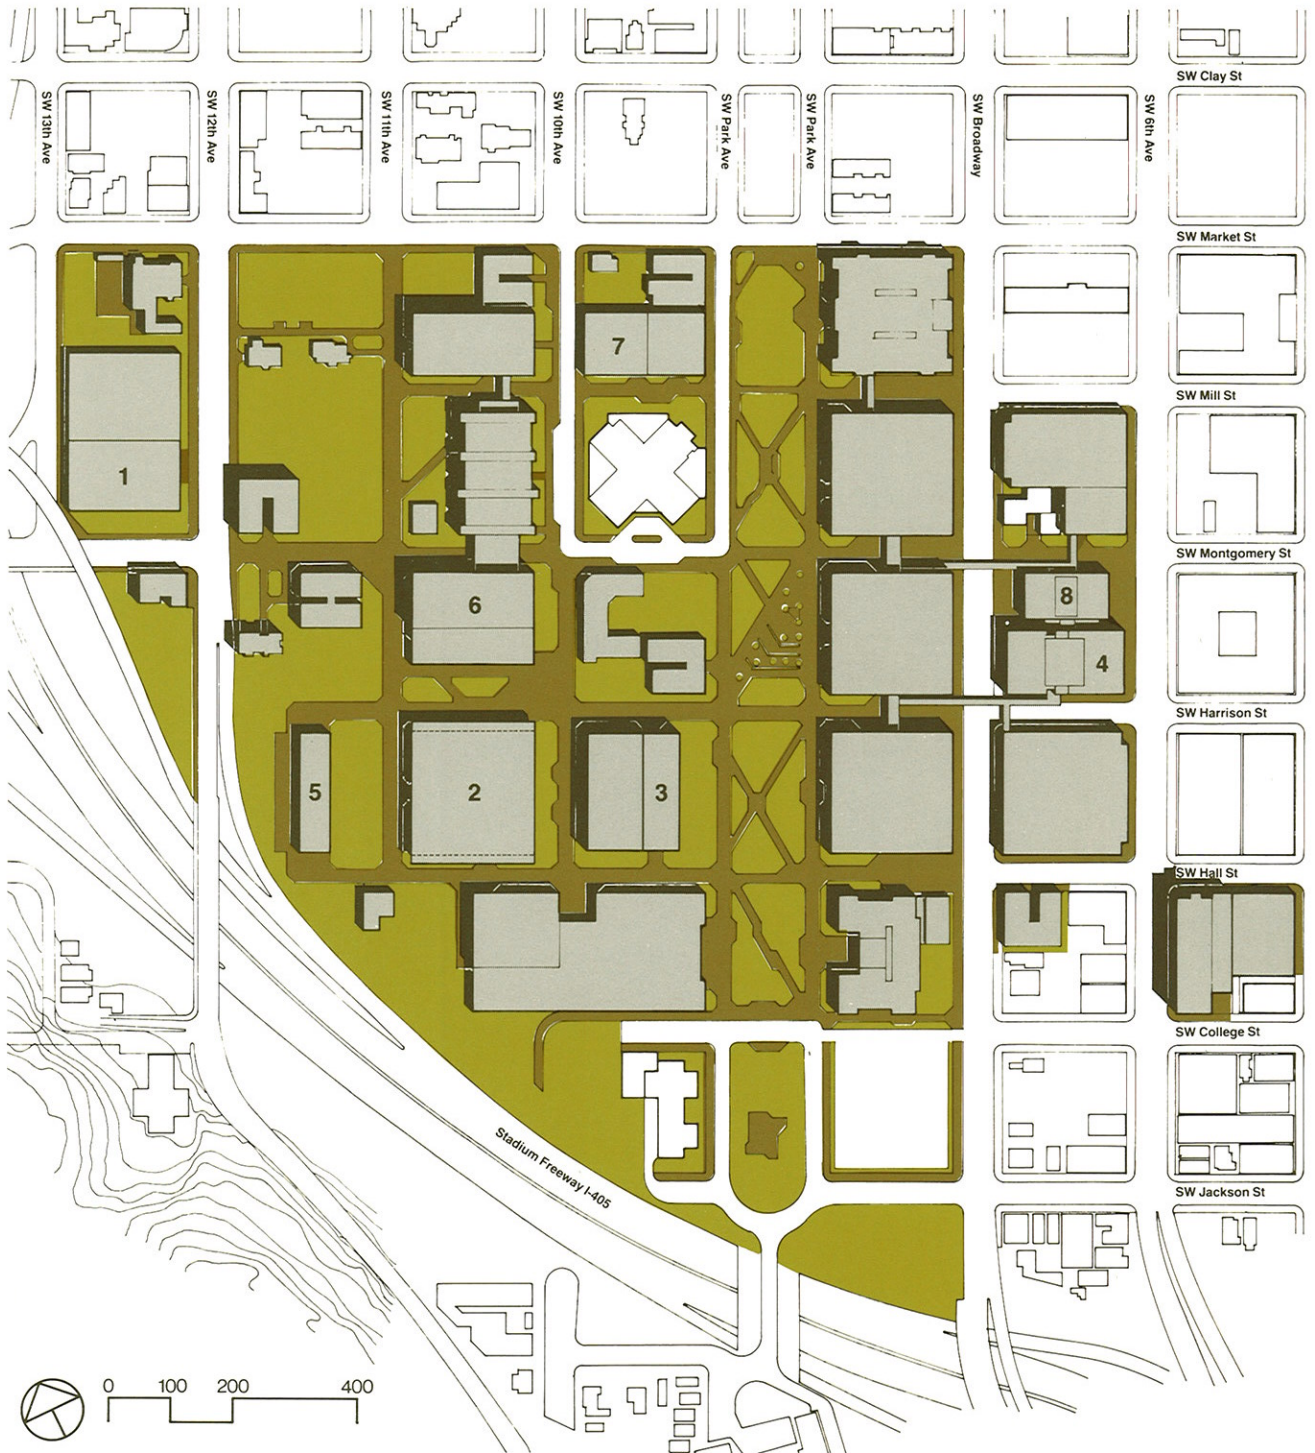 SW Clay St
SW 13th Ave
SW 12th Ave
SW 11th Ave
SW 10th Ave
SW Park Ave
SW Park Ave
SW Broadway
SW 6th Ave
SW Market St
7
SW Mill St
1
SW Montgomery St
6
8
4
SW Harrison St
5
2
3
SW Hall St
SW College St
Stadium Freeway I-405
SW Jackson St
0 100 200 400